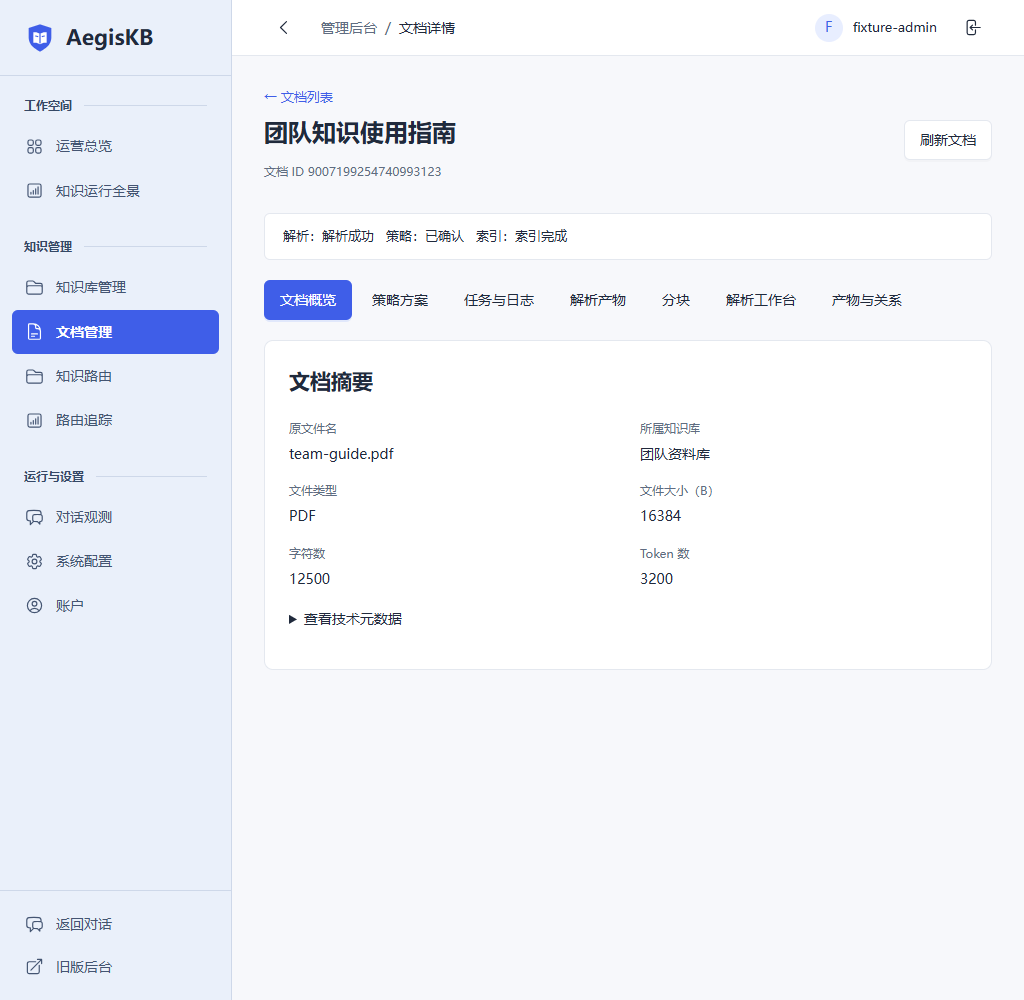 AegisKB
工作空间
运营总览
知识运行全景
知识管理
知识库管理
文档管理
知识路由
路由追踪
运行与设置
对话观测
系统配置
账户
返回对话
旧版后台
管理后台 / 文档详情
F fixture-admin
← 文档列表
团队知识使用指南
文档 ID 9007199254740993123
刷新文档
解析：解析成功 策略：已确认 索引：索引完成
文档概览 策略方案 任务与日志 解析产物 分块 解析工作台 产物与关系
文档摘要
原文件名 所属知识库
team-guide.pdf 团队资料库
文件类型 文件大小（B）
PDF 16384
字符数 Token 数
12500 3200
▶ 查看技术元数据